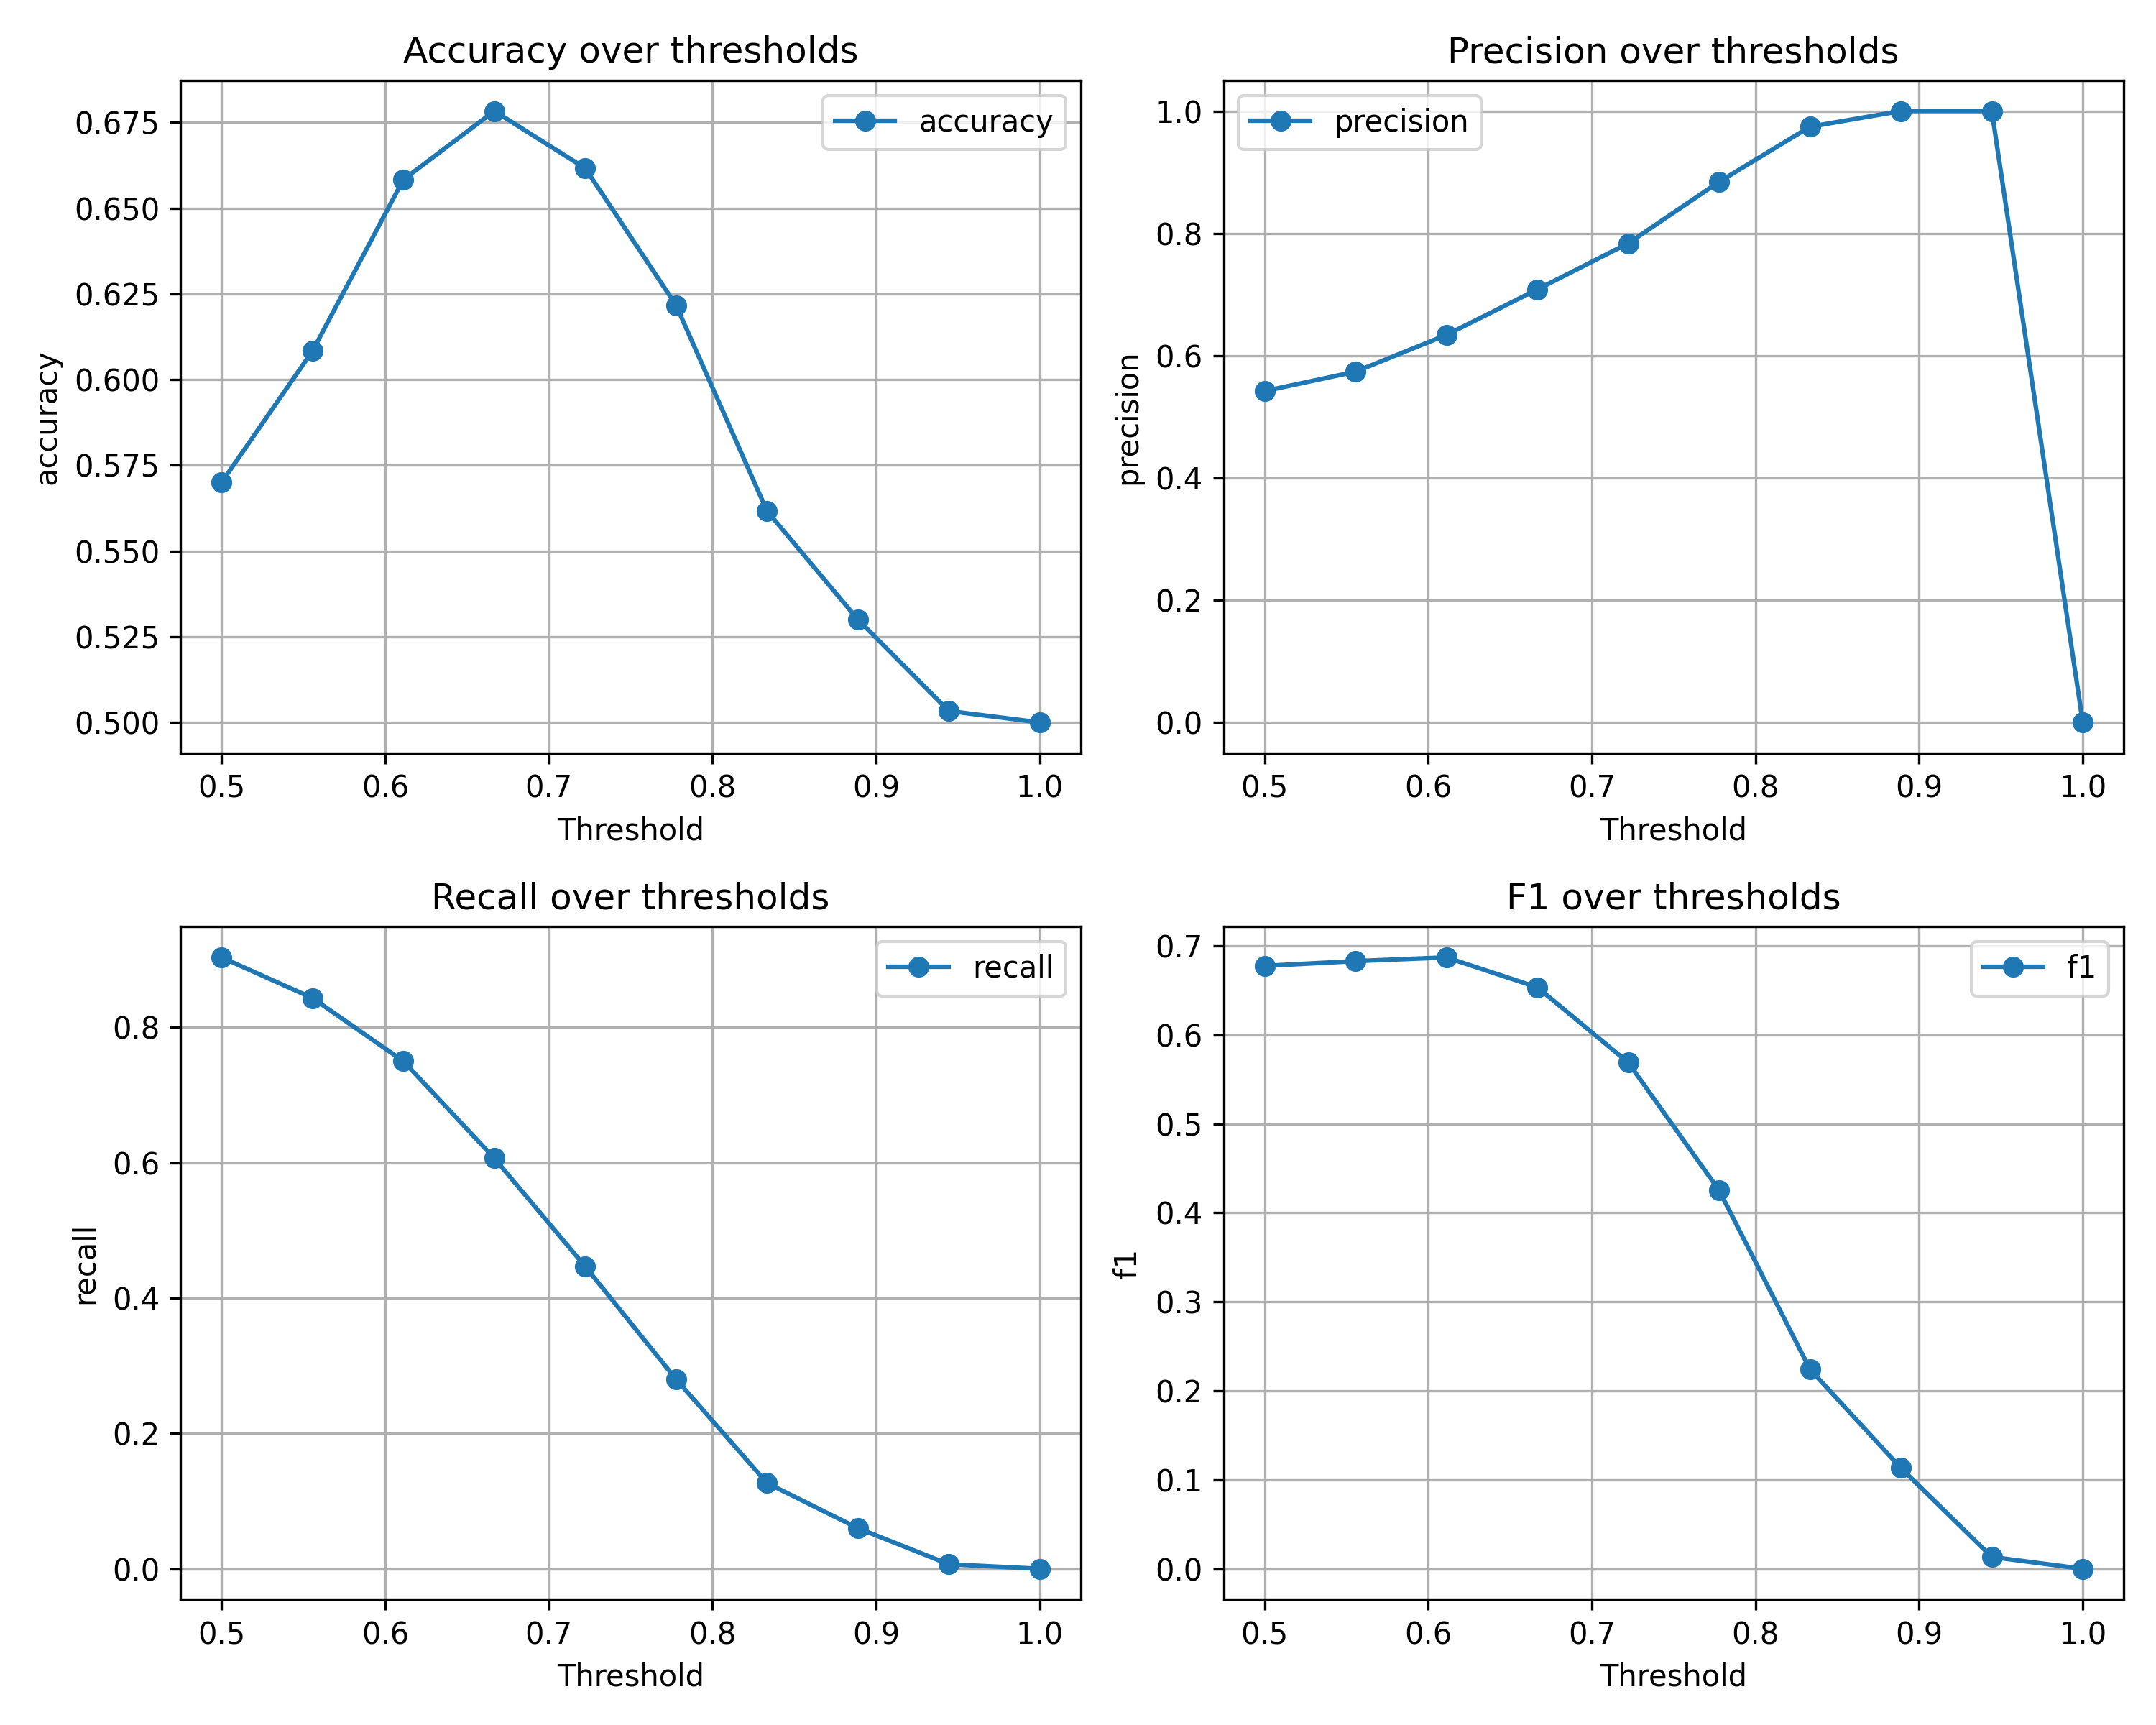 Accuracy over thresholds
accuracy
0.675
0.650
0.625
0.600
0.575
0.550
0.525
0.500
accuracy
0.5 0.6 0.7 0.8 0.9 1.0
Threshold
Precision over thresholds
precision
1.0
0.8
0.6
0.4
0.2
0.0
precision
0.5 0.6 0.7 0.8 0.9 1.0
Threshold
Recall over thresholds
recall
0.8
0.6
0.4
0.2
0.0
recall
0.5 0.6 0.7 0.8 0.9 1.0
Threshold
F1 over thresholds
f1
0.7
0.6
0.5
0.4
0.3
0.2
0.1
0.0
f1
0.5 0.6 0.7 0.8 0.9 1.0
Threshold